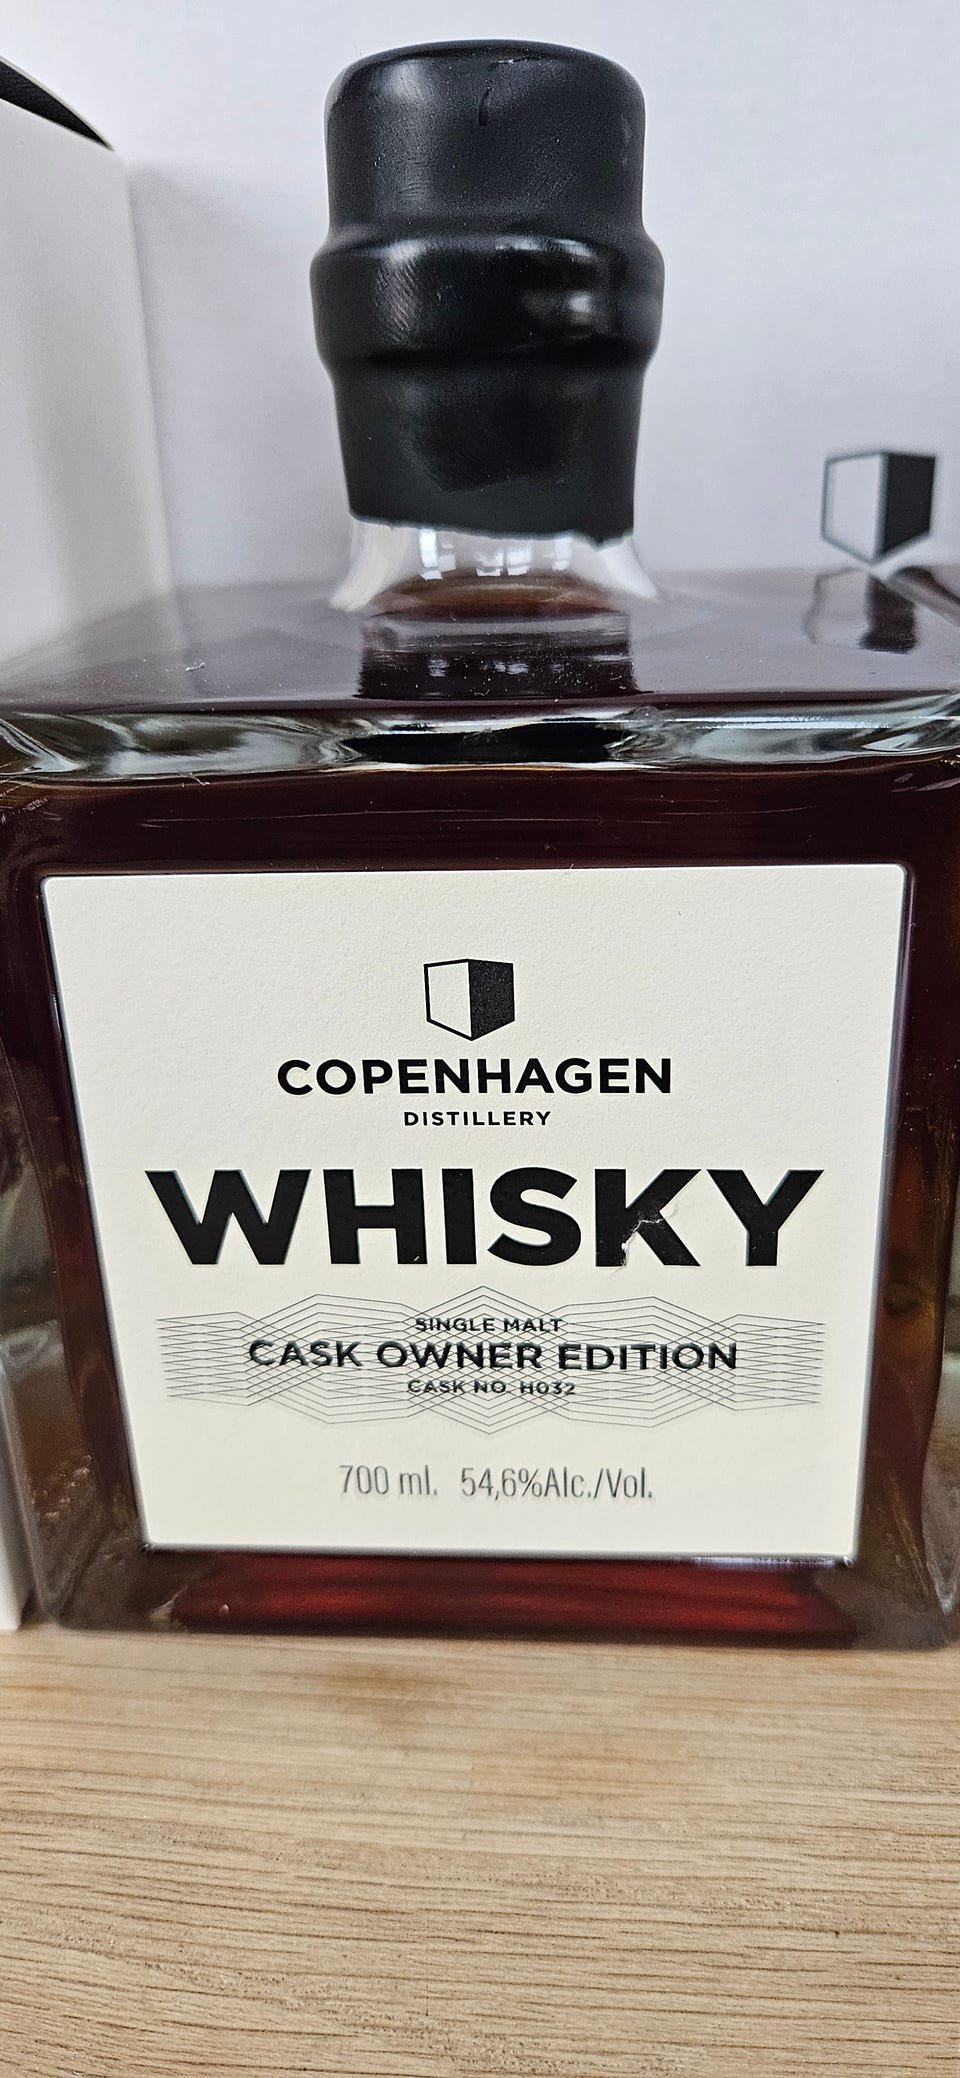 COPENHAGEN
DISTILLERY
WHISKY
SINGLE MALT
CASK OWNER EDITION
CASK NO. H032
700 ml. 54,6%Alc./Vol.